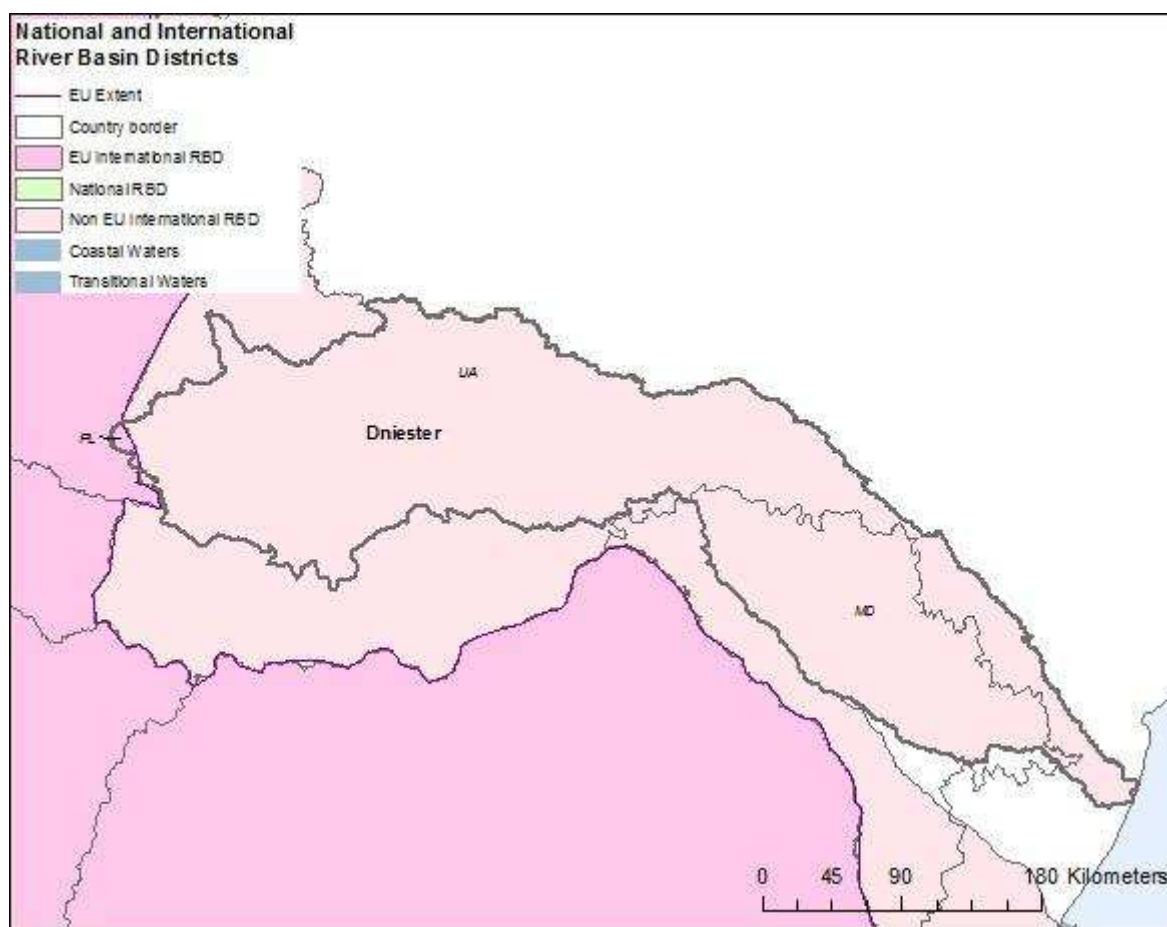 National and International
River Basin Districts
EU Extent
Country border
EU International RBD
National RBD
Non EU International RBD
Coastal Waters
Transitional Waters
UA
PL
Dniester
MD
0 45 90 180 Kilometers